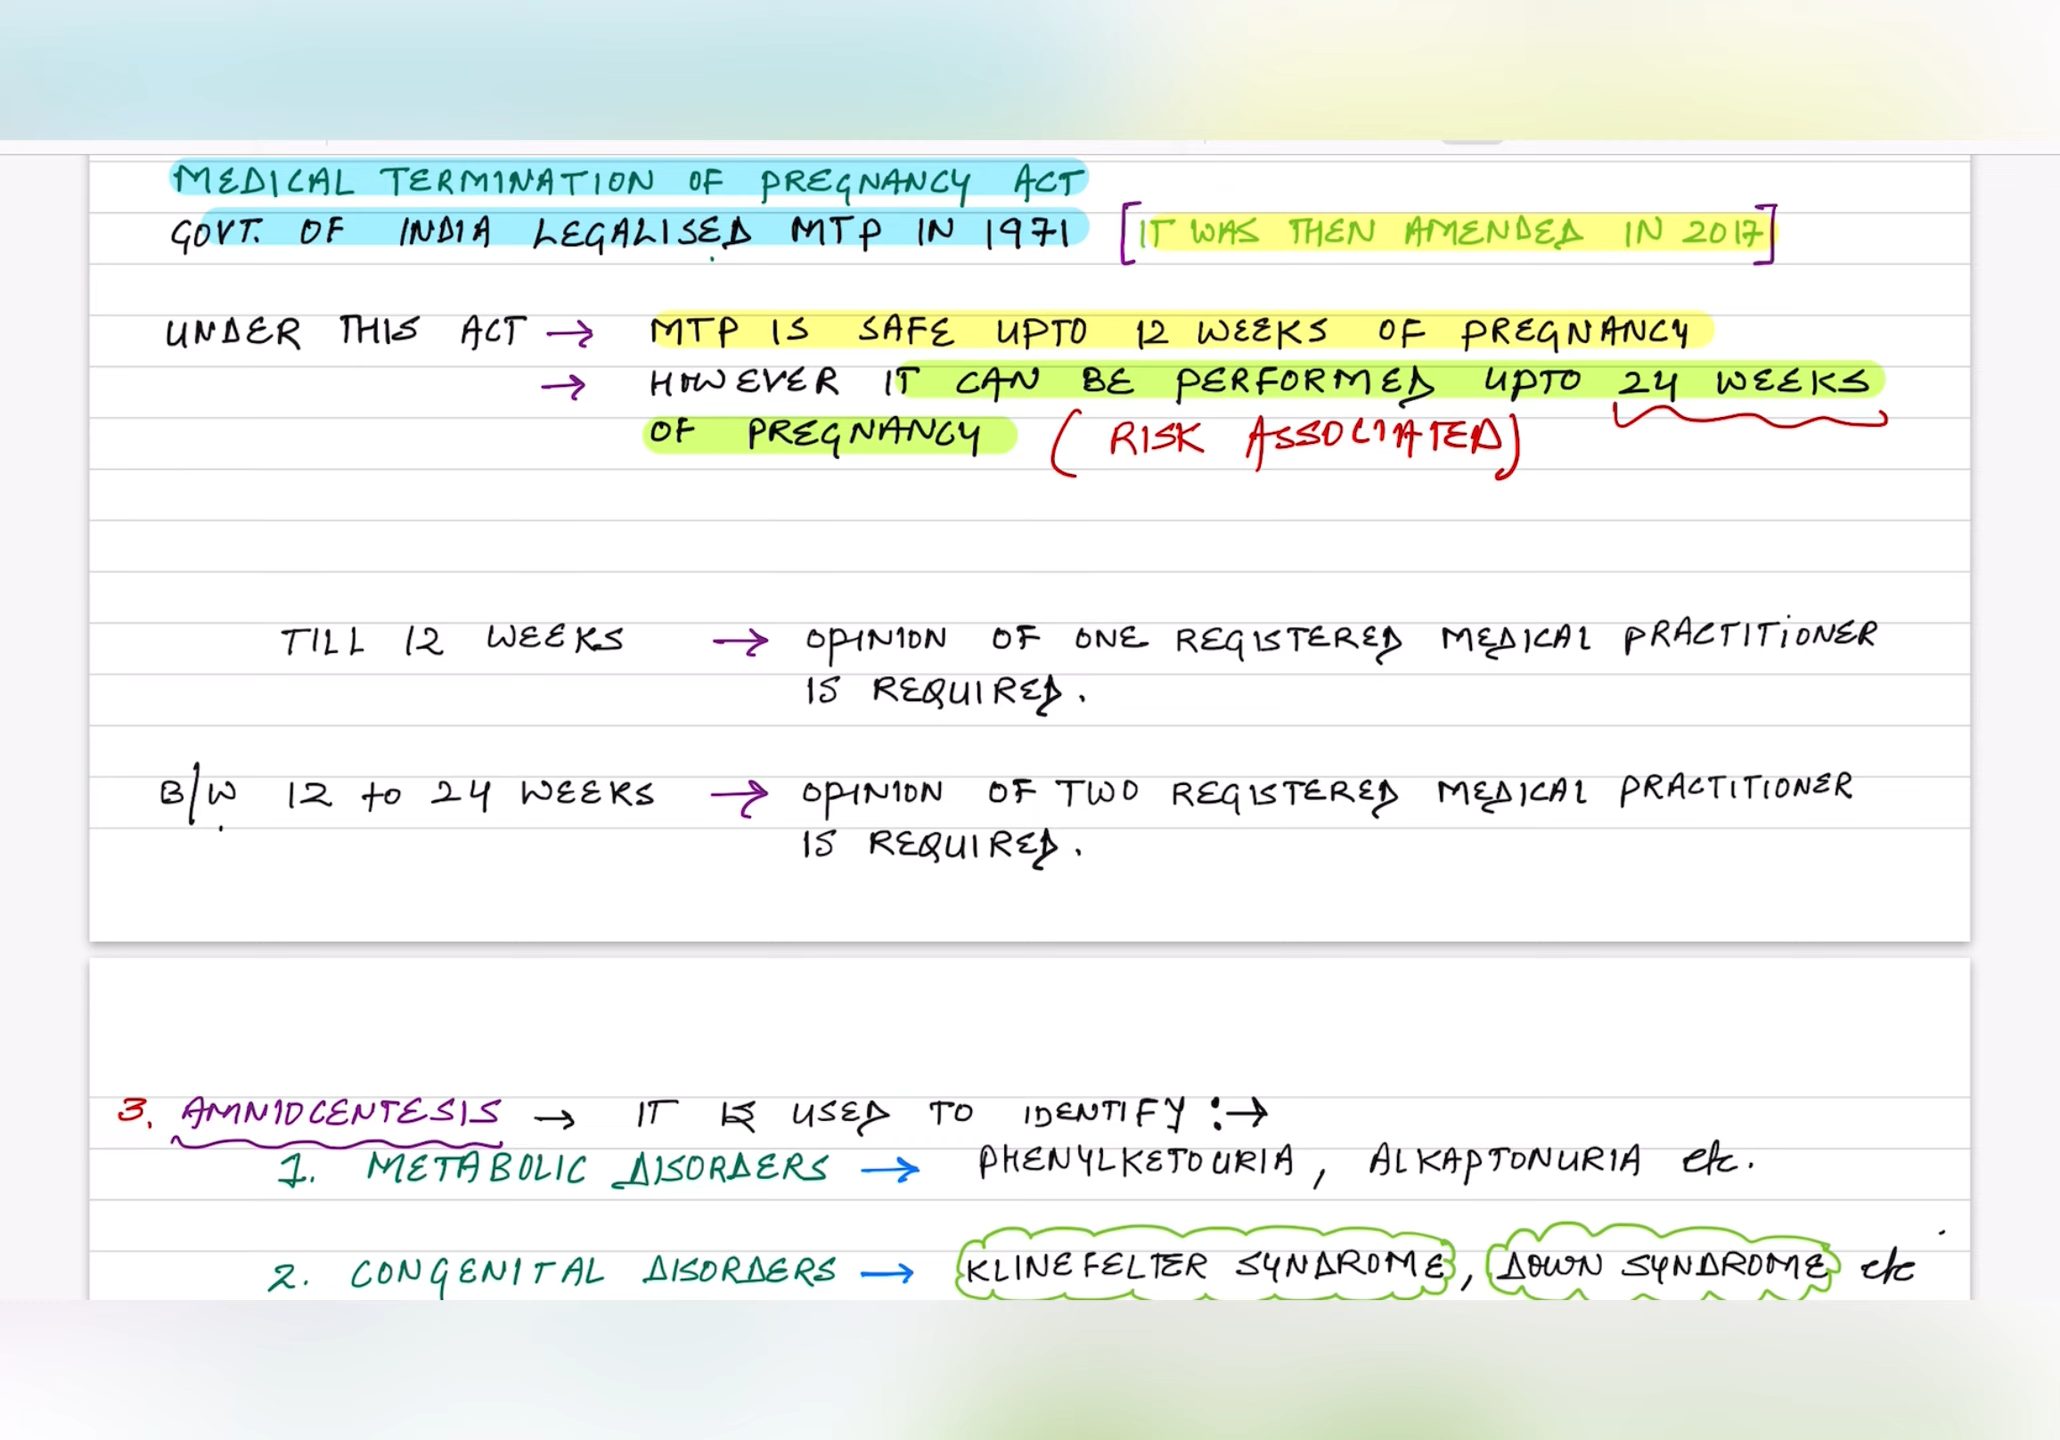 MEDICAL TERMINATION OF PREGNANCY ACT
GOVT. OF INDIA LEGALISED MTP IN 1971 [IT WAS THEN AMENDED IN 2017]
UNDER THIS ACT → MTP IS SAFE UPTO 12 WEEKS OF PREGNANCY
→ HOWEVER IT CAN BE PERFORMED UPTO 24 WEEKS
OF PREGNANCY (RISK ASSOCIATED)
TILL 12 WEEKS → OPINION OF ONE REGISTERED MEDICAL PRACTITIONER
IS REQUIRED.
B/W 12 to 24 WEEKS → OPINION OF TWO REGISTERED MEDICAL PRACTITIONER
IS REQUIRED.
3. AMNIOCENTESIS → IT IS USED TO IDENTIFY :→
1. METABOLIC DISORDERS → PHENYLKETOURIA, ALKAPTONURIA etc.
2. CONGENITAL DISORDERS → KLINEFELTER SYNDROME, DOWN SYNDROME etc